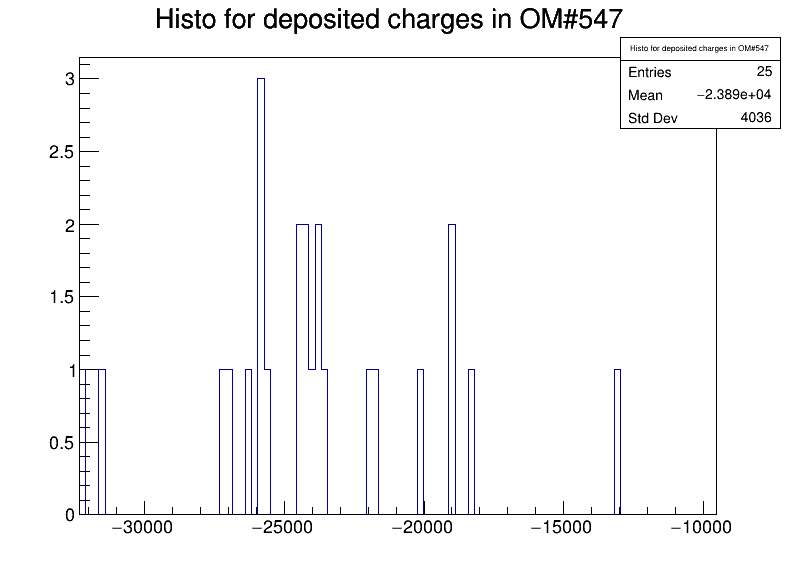 Histo for deposited charges in OM#547
Histo for deposited charges in OM#547
Entries 25
Mean −2.389e+04
Std Dev 4036
3
2.5
2
1.5
1
0.5
0
−30000 −25000 −20000 −15000 −10000